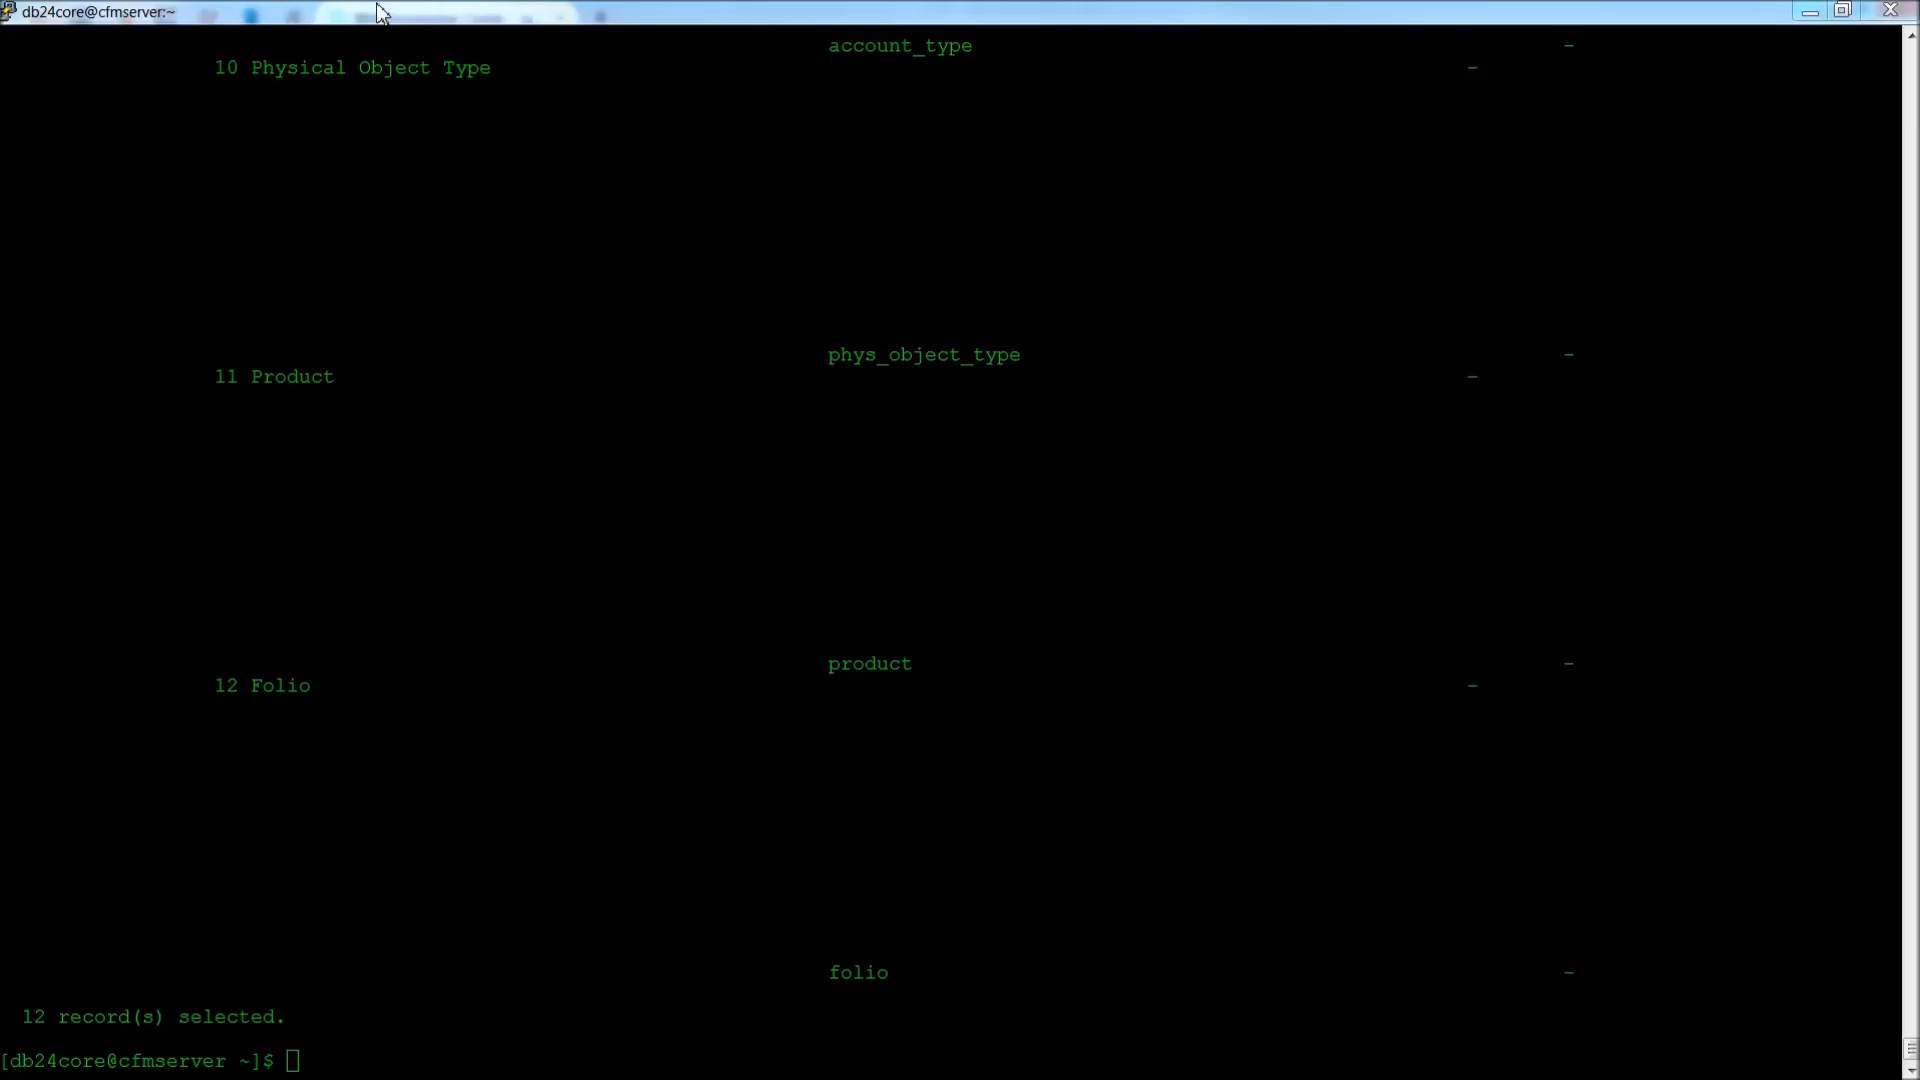 db24core@cfmserver:~
account_type -
10 Physical Object Type -
phys_object_type -
11 Product -
product -
12 Folio -
folio -
12 record(s) selected.
[db24core@cfmserver ~]$